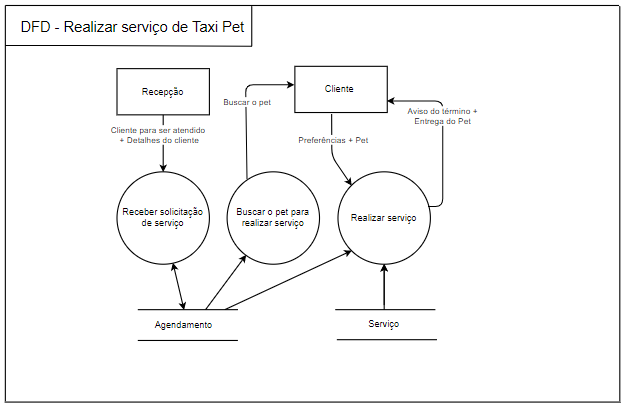 DFD - Realizar serviço de Taxi Pet
Recepção
Cliente
Buscar o pet
Aviso do término +
Entrega do Pet
Cliente para ser atendido
+ Detalhes do cliente
Preferências + Pet
Receber solicitação
de serviço
Buscar o pet para
realizar serviço
Realizar serviço
Agendamento
Serviço